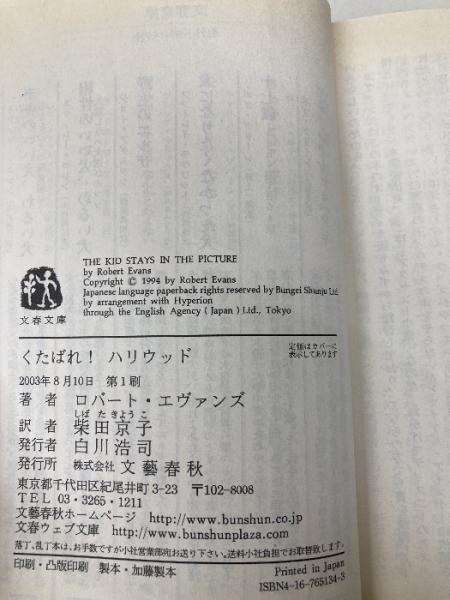 THE KID STAYS IN THE PICTURE
by Robert Evans
Copyright © 1994 by Robert Evans
Japanese language paperback rights reserved by Bungei Shunju Ltd.
by arrangement with Hyperion
through the English Agency (Japan) Ltd., Tokyo
文春文庫
くたばれ! ハリウッド
定価はカバーに
表示してあります
2003年8月10日 第1刷
著者 ロバート・エヴァンズ
しばたきょうこ
訳者 柴田京子
発行者 白川浩司
発行所 株式会社 文藝春秋
東京都千代田区紀尾井町3-23 〒102-8008
TEL 03・3265・1211
文藝春秋ホームページ http://www.bunshun.co.jp
文春ウェブ文庫 http://www.bunshunplaza.com
落丁、乱丁本は、お手数ですが小社営業部宛お送り下さい。送料小社負担でお取替致します。
印刷・凸版印刷 製本・加藤製本
Printed in Japan
ISBN4-16-765134-3